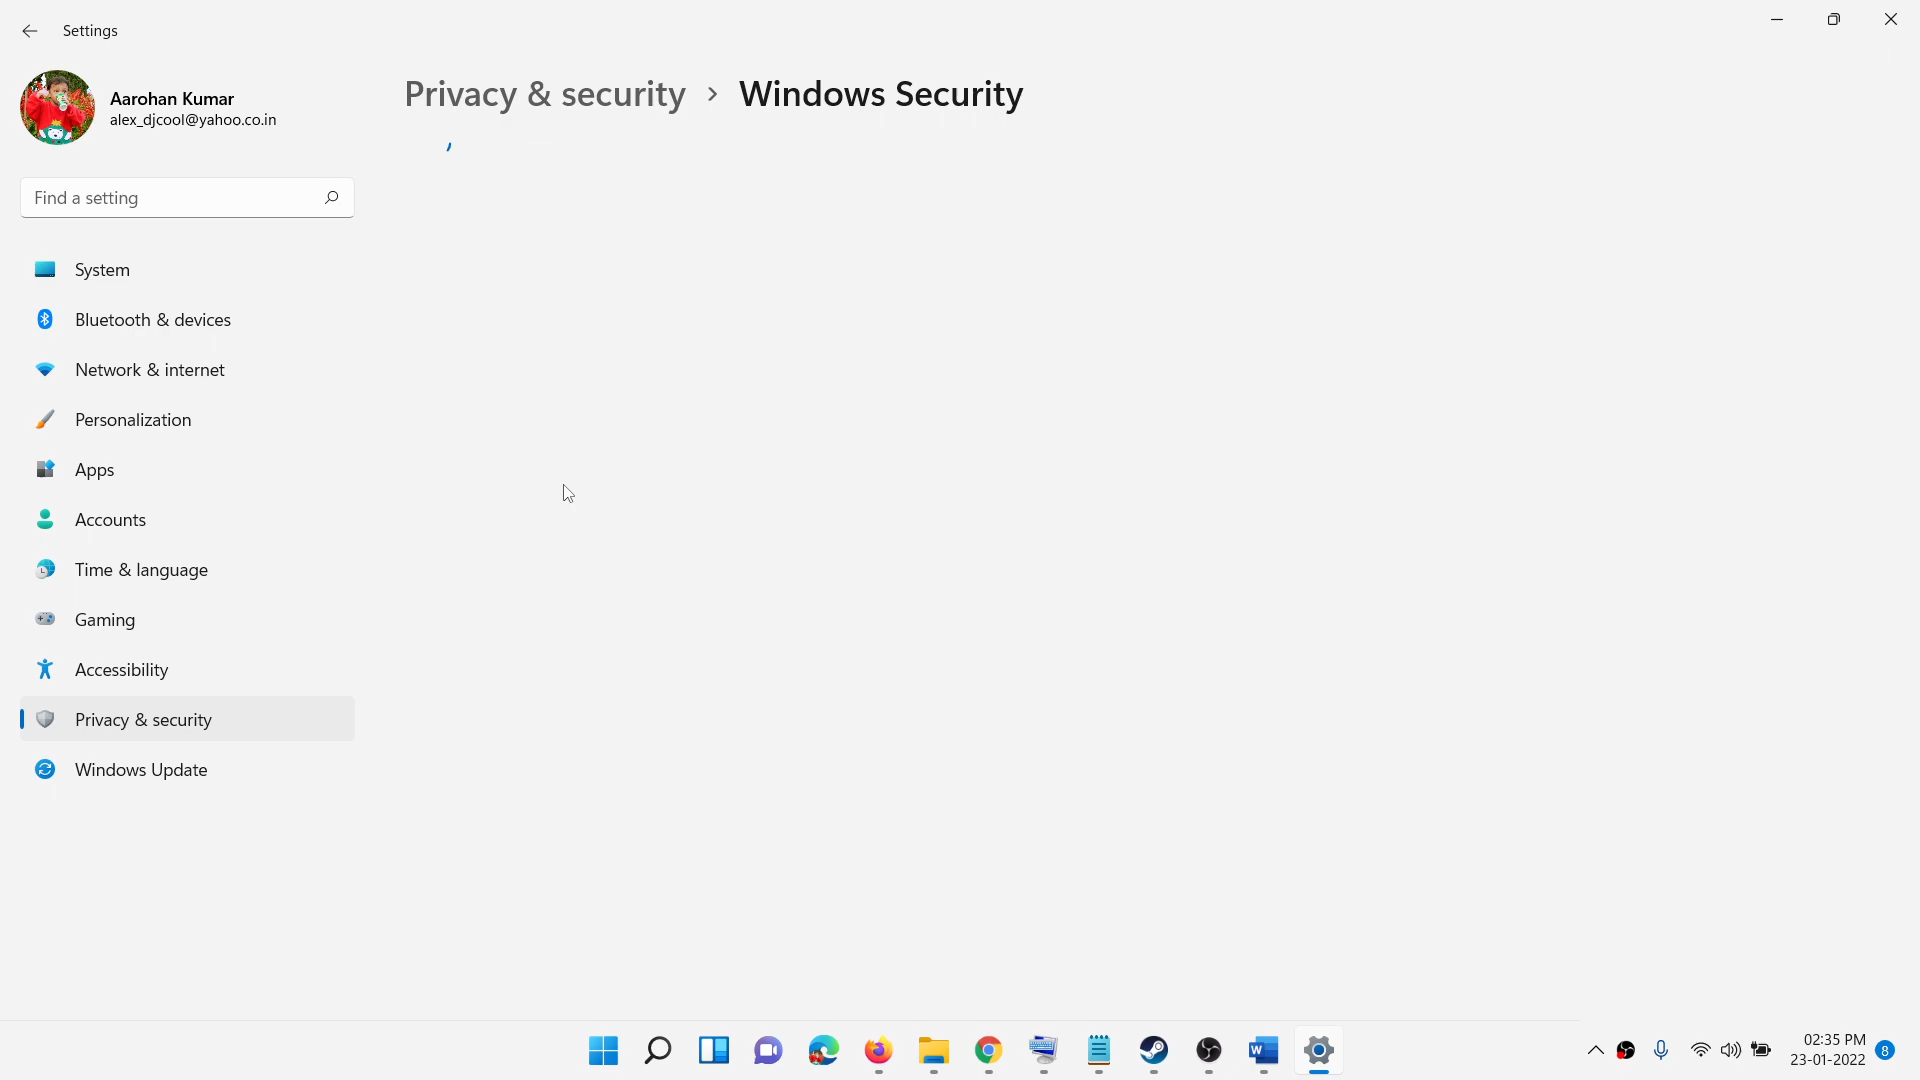 Settings
Aarohan Kumar
alex_djcool@yahoo.co.in
Privacy & security > Windows Security
Find a setting
System
Bluetooth & devices
Network & internet
Personalization
Apps
Accounts
Time & language
Gaming
Accessibility
Privacy & security
Windows Update
02:35 PM
23-01-2022
8